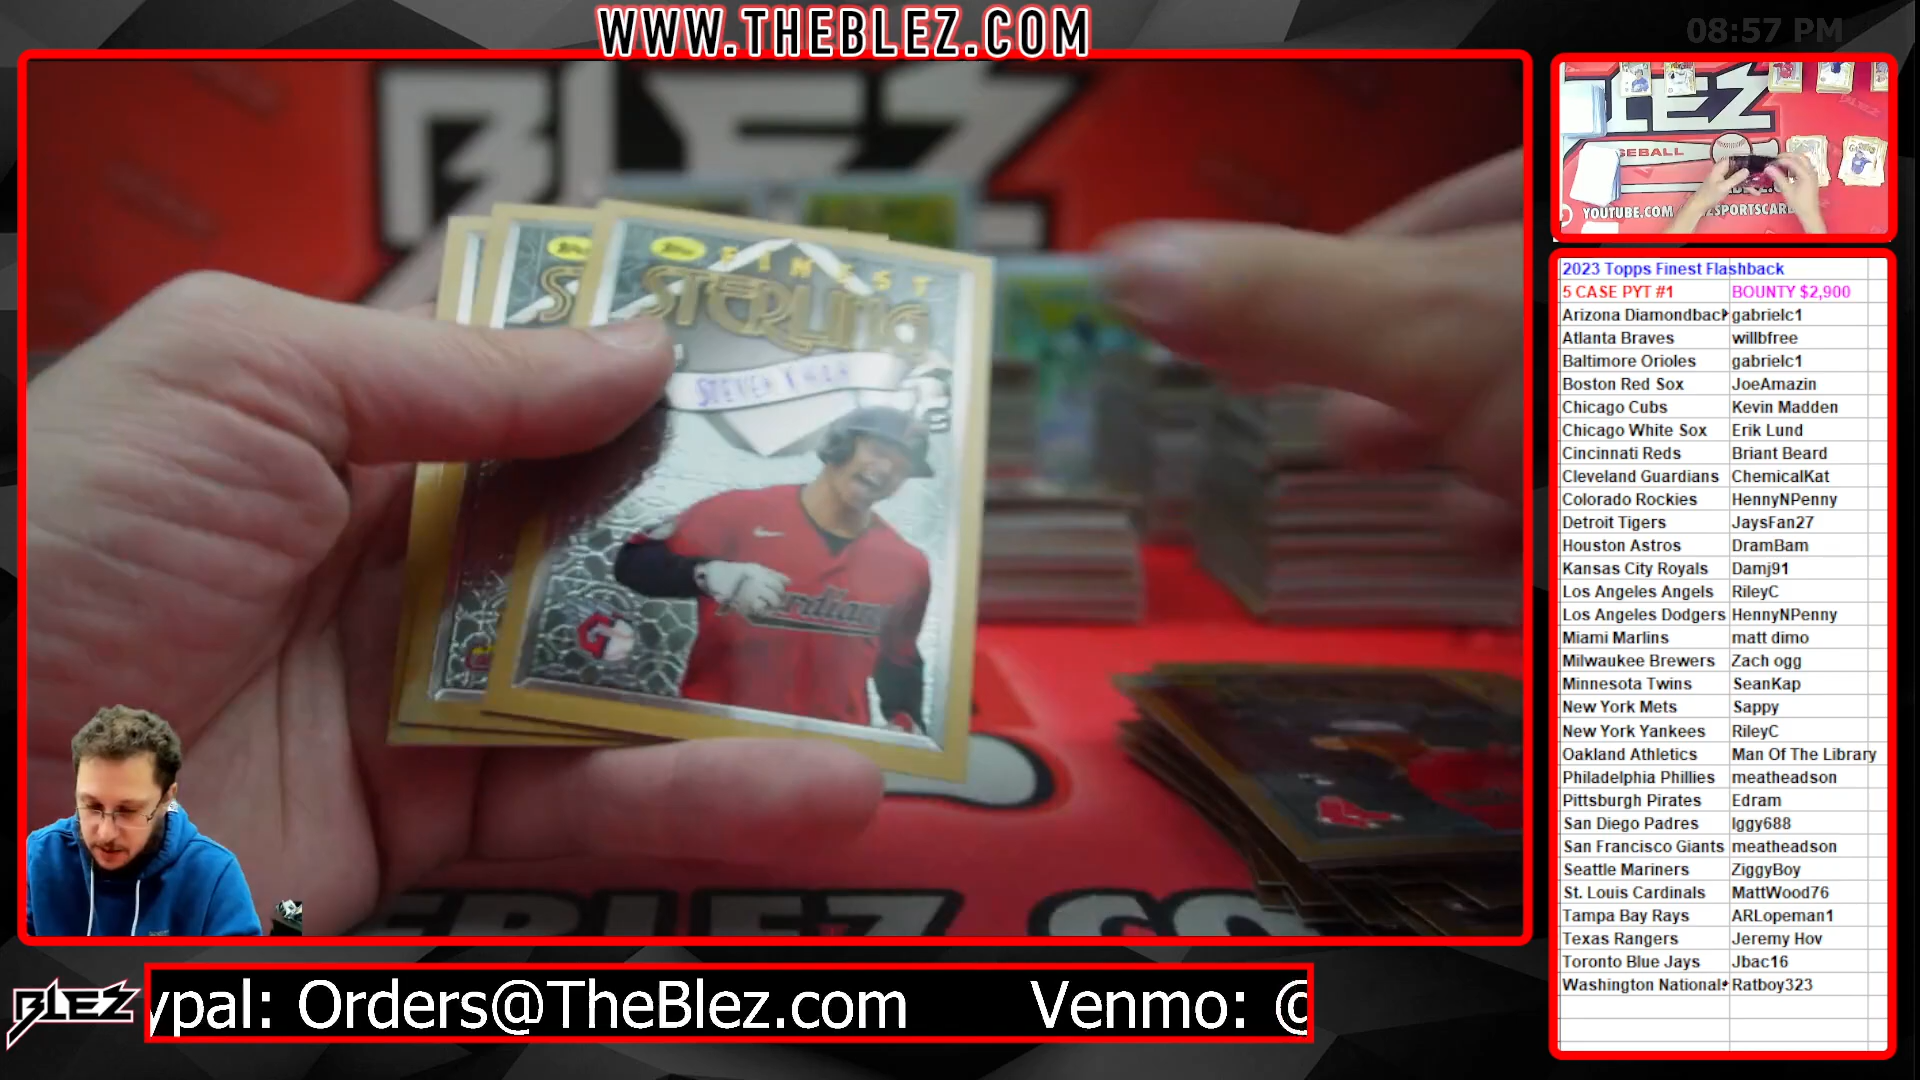 WWW.THEBLEZ.COM
08:57 PM
BLEZ
FINEST
STERLING
STEVEN KWAN
Guardians
SEBALL
YOUTUBE.COM
2023 Topps Finest Flashback
5 CASE PYT #1 BOUNTY $2,900
Arizona Diamondback gabrielc1
Atlanta Braves willbfree
Baltimore Orioles gabrielc1
Boston Red Sox JoeAmazin
Chicago Cubs Kevin Madden
Chicago White Sox Erik Lund
Cincinnati Reds Briant Beard
Cleveland Guardians ChemicalKat
Colorado Rockies HennyNPenny
Detroit Tigers JaysFan27
Houston Astros DramBam
Kansas City Royals Damj91
Los Angeles Angels RileyC
Los Angeles Dodgers HennyNPenny
Miami Marlins matt dimo
Milwaukee Brewers Zach ogg
Minnesota Twins SeanKap
New York Mets Sappy
New York Yankees RileyC
Oakland Athletics Man Of The Library
Philadelphia Phillies meatheadson
Pittsburgh Pirates Edram
San Diego Padres Iggy688
San Francisco Giants meatheadson
Seattle Mariners ZiggyBoy
St. Louis Cardinals MattWood76
Tampa Bay Rays ARLopeman1
Texas Rangers Jeremy Hov
Toronto Blue Jays Jbac16
Washington Nationals Ratboy323
BLEZ
ypal: Orders@TheBlez.com Venmo: @